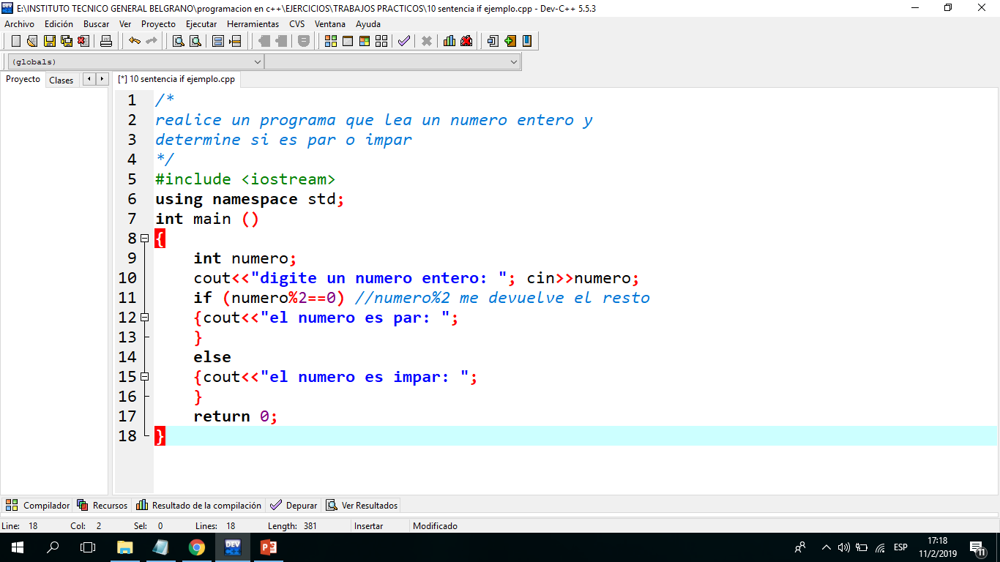 E:\INSTITUTO TECNICO GENERAL BELGRANO\programacion en c++\EJERCICIOS\TRABAJOS PRACTICOS\10 sentencia if ejemplo.cpp - Dev-C++ 5.5.3
Archivo Edición Buscar Ver Proyecto Ejecutar Herramientas CVS Ventana Ayuda
(globals)
Proyecto Clases [*] 10 sentencia if ejemplo.cpp
1 /*
2 realice un programa que lea un numero entero y
3 determine si es par o impar
4 */
5 #include <iostream>
6 using namespace std;
7 int main ()
8 {
9 int numero;
10 cout<<"digite un numero entero: "; cin>>numero;
11 if (numero%2==0) //numero%2 me devuelve el resto
12 {cout<<"el numero es par: ";
13 }
14 else
15 {cout<<"el numero es impar: ";
16 }
17 return 0;
18 }
Compilador Recursos Resultado de la compilación Depurar Ver Resultados
Line: 18 Col: 2 Sel: 0 Lines: 18 Length: 381 Insertar Modificado
DEV C++ ESP 17:18
11/2/2019 11